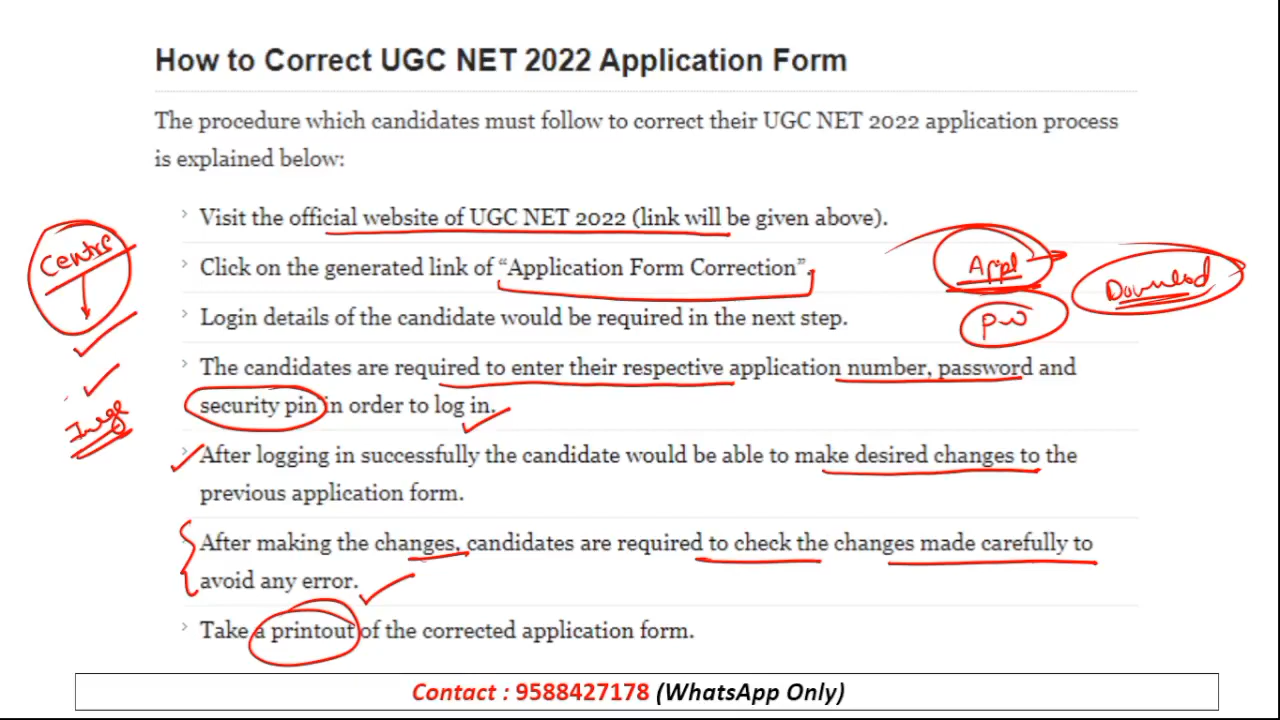 How to Correct UGC NET 2022 Application Form
The procedure which candidates must follow to correct their UGC NET 2022 application process
is explained below:
Visit the official website of UGC NET 2022 (link will be given above).
Click on the generated link of “Application Form Correction”.
Login details of the candidate would be required in the next step.
The candidates are required to enter their respective application number, password and
security pin in order to log in.
After logging in successfully the candidate would be able to make desired changes to the
previous application form.
After making the changes, candidates are required to check the changes made carefully to
avoid any error.
Take a printout of the corrected application form.
Centre
Image
Appl
PW
Download
Contact : 9588427178 (WhatsApp Only)